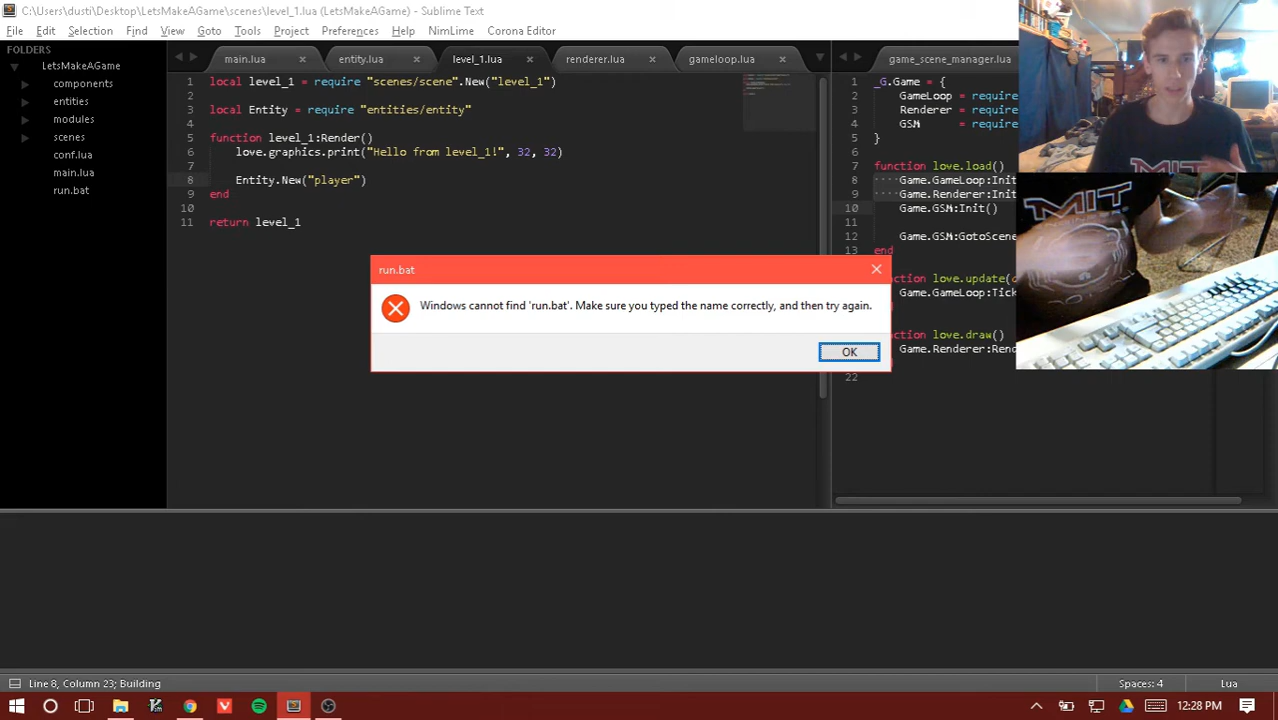 C:\Users\dusti\Desktop\LetsMakeAGame\scenes\level_1.lua (LetsMakeAGame) - Sublime Text
File Edit Selection Find View Goto Tools Project Preferences Help NimLime Corona Editor
FOLDERS
LetsMakeAGame
components
entities
modules
scenes
conf.lua
main.lua
run.bat
main.lua
entity.lua
level_1.lua
renderer.lua
gameloop.lua
1 local level_1 = require "scenes/scene".New("level_1")
2
3 local Entity = require "entities/entity"
4
5 function level_1:Render()
6 love.graphics.print("Hello from level_1!", 32, 32)
7
8 Entity.New("player")
9 end
10
11 return level_1
game_scene_manager.lua
1 _G.Game = {
2 GameLoop = require
3 Renderer = require
4 GSM = require
5 }
6
7 function love.load()
8 ····Game.GameLoop:Init
9 ····Game.Renderer:Init
10 Game.GSM:Init()
11
12 Game.GSM:GotoScene
13 end
unction love.update(
Game.GameLoop:Tick
unction love.draw()
Game.Renderer:Ren
22
run.bat
Windows cannot find 'run.bat'. Make sure you typed the name correctly, and then try again.
OK
MIT
MIT
Line 8, Column 23; Building
Spaces: 4
Lua
12:28 PM